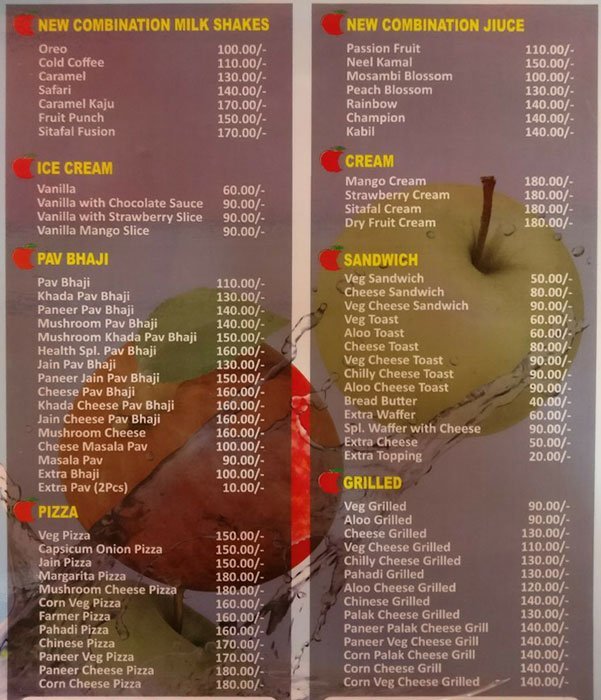 NEW COMBINATION MILK SHAKES
Oreo 100.00/-
Cold Coffee 110.00/-
Caramel 130.00/-
Safari 140.00/-
Caramel Kaju 170.00/-
Fruit Punch 150.00/-
Sitafal Fusion 170.00/-
ICE CREAM
Vanilla 60.00/-
Vanilla with Chocolate Sauce 90.00/-
Vanilla with Strawberry Slice 90.00/-
Vanilla Mango Slice 90.00/-
PAV BHAJI
Pav Bhaji 110.00/-
Khada Pav Bhaji 130.00/-
Paneer Pav Bhaji 140.00/-
Mushroom Pav Bhaji 140.00/-
Mushroom Khada Pav Bhaji 150.00/-
Health Spl. Pav Bhaji 160.00/-
Jain Pav Bhaji 130.00/-
Paneer Jain Pav Bhaji 150.00/-
Cheese Pav Bhaji 160.00/-
Khada Cheese Pav Bhaji 160.00/-
Jain Cheese Pav Bhaji 160.00/-
Mushroom Cheese 160.00/-
Cheese Masala Pav 100.00/-
Masala Pav 90.00/-
Extra Bhaji 100.00/-
Extra Pav (2Pcs) 10.00/-
PIZZA
Veg Pizza 150.00/-
Capsicum Onion Pizza 150.00/-
Jain Pizza 150.00/-
Margarita Pizza 180.00/-
Mushroom Cheese Pizza 180.00/-
Corn Veg Pizza 160.00/-
Farmer Pizza 160.00/-
Pahadi Pizza 160.00/-
Chinese Pizza 170.00/-
Paneer Veg Pizza 170.00/-
Paneer Cheese Pizza 180.00/-
Corn Cheese Pizza 180.00/-
NEW COMBINATION JIUCE
Passion Fruit 110.00/-
Neel Kamal 150.00/-
Mosambi Blossom 100.00/-
Peach Blossom 130.00/-
Rainbow 140.00/-
Champion 140.00/-
Kabil 140.00/-
CREAM
Mango Cream 180.00/-
Strawberry Cream 180.00/-
Sitafal Cream 180.00/-
Dry Fruit Cream 180.00/-
SANDWICH
Veg Sandwich 50.00/-
Cheese Sandwich 80.00/-
Veg Cheese Sandwich 90.00/-
Veg Toast 60.00/-
Aloo Toast 60.00/-
Cheese Toast 80.00/-
Veg Cheese Toast 90.00/-
Chilly Cheese Toast 90.00/-
Aloo Cheese Toast 90.00/-
Bread Butter 40.00/-
Extra Waffer 60.00/-
Spl. Waffer with Cheese 90.00/-
Extra Cheese 50.00/-
Extra Topping 20.00/-
GRILLED
Veg Grilled 90.00/-
Aloo Grilled 90.00/-
Cheese Grilled 130.00/-
Veg Cheese Grilled 110.00/-
Chilly Cheese Grilled 130.00/-
Pahadi Grilled 130.00/-
Aloo Cheese Grilled 120.00/-
Chinese Grilled 140.00/-
Palak Cheese Grilled 130.00/-
Paneer Palak Cheese Grill 140.00/-
Paneer Veg Cheese Grill 140.00/-
Corn Palak Cheese Grill 140.00/-
Corn Cheese Grill 140.00/-
Corn Veg Cheese Grilled 140.00/-